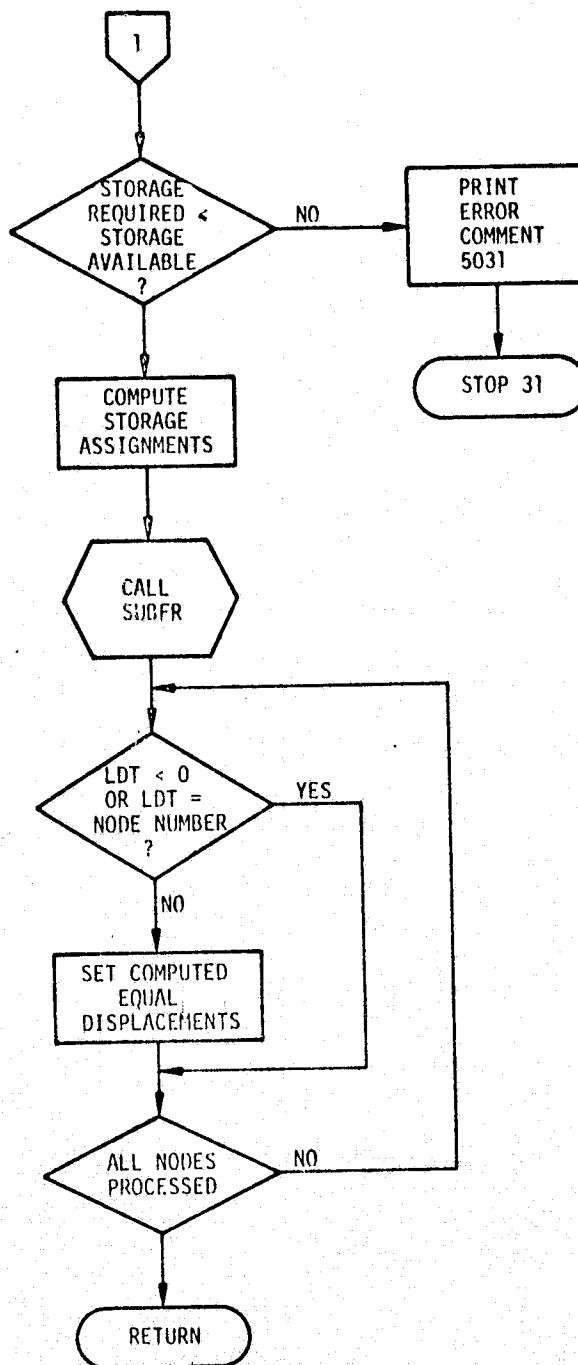 1
STORAGE
REQUIRED <
STORAGE
AVAILABLE
?
NO
PRINT
ERROR
COMMENT
5031
STOP 31
COMPUTE
STORAGE
ASSIGNMENTS
CALL
SUBFR
LDT < 0
OR LDT =
NODE NUMBER
?
YES
NO
SET COMPUTED
EQUAL
DISPLACEMENTS
ALL NODES
PROCESSED
NO
RETURN